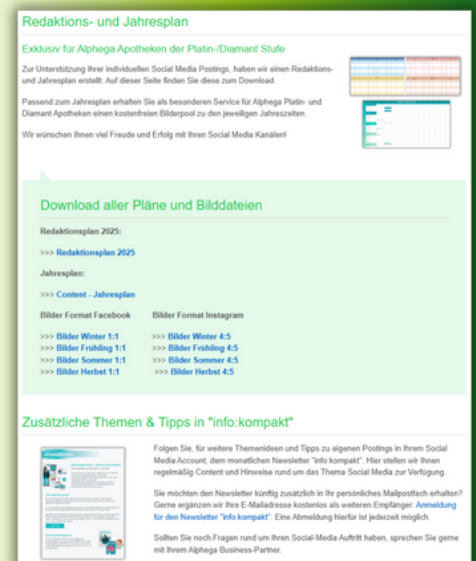 Redaktions- und Jahresplan
Exklusiv für Alphega Apotheken der Platin-/Diamant Stufe
Zur Unterstützung Ihrer individuellen Social Media Postings, haben wir einen Redaktions-
und Jahresplan erstellt. Auf dieser Seite finden Sie diese zum Download.
Passend zum Jahresplan erhalten Sie als besonderen Service für Alphega Platin- und
Diamant Apotheken einen kostenfreien Bilderpool zu den jeweiligen Jahreszeiten.
Wir wünschen Ihnen viel Freude und Erfolg mit Ihren Social Media Kanälen!
Download aller Pläne und Bilddateien
Redaktionsplan 2025:
>>> Redaktionsplan 2025
Jahresplan:
>>> Content - Jahresplan
Bilder Format Facebook Bilder Format Instagram
>>> Bilder Winter 1:1 >>> Bilder Winter 4:5
>>> Bilder Frühling 1:1 >>> Bilder Frühling 4:5
>>> Bilder Sommer 1:1 >>> Bilder Sommer 4:5
>>> Bilder Herbst 1:1 >>> Bilder Herbst 4:5
Zusätzliche Themen & Tipps in "info:kompakt"
Folgen Sie, für weitere Themenideen und Tipps zu eigenen Postings in Ihrem Social
Media Account, dem monatlichen Newsletter "info kompakt". Hier stellen wir Ihnen
regelmäßig Content und Hinweise rund um das Thema Social Media zur Verfügung.
Sie möchten den Newsletter künftig zusätzlich in Ihr persönliches Mailpostfach erhalten?
Gerne ergänzen wir Ihre E-Mailadresse kostenlos als weiteren Empfänger: Anmeldung
für den Newsletter "info:kompakt". Eine Abmeldung hierfür ist jederzeit möglich.
Sollten Sie noch Fragen rund um Ihren Social-Media Auftritt haben, sprechen Sie gerne
mit Ihrem Alphega Business-Partner.